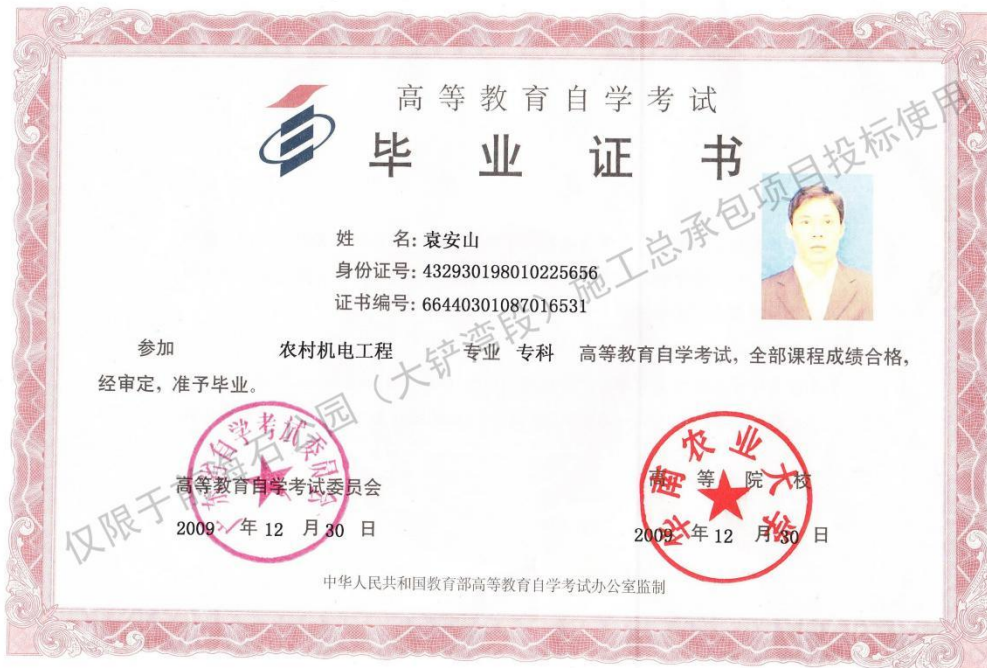 高等教育自学考试
毕业证书
姓 名: 袁安山
身份证号: 432930198010225656
证书编号: 66440301087016531
参加 农村机电工程 专业 专科 高等教育自学考试, 全部课程成绩合格,
经审定, 准予毕业。
高等教育自学考试委员会
高等院校
2009 年 12 月 30 日
2009 年 12 月 30 日
中华人民共和国教育部高等教育自学考试办公室监制
华南农业大学
仅限于前海石公园（大铲湾段）施工总承包项目投标使用